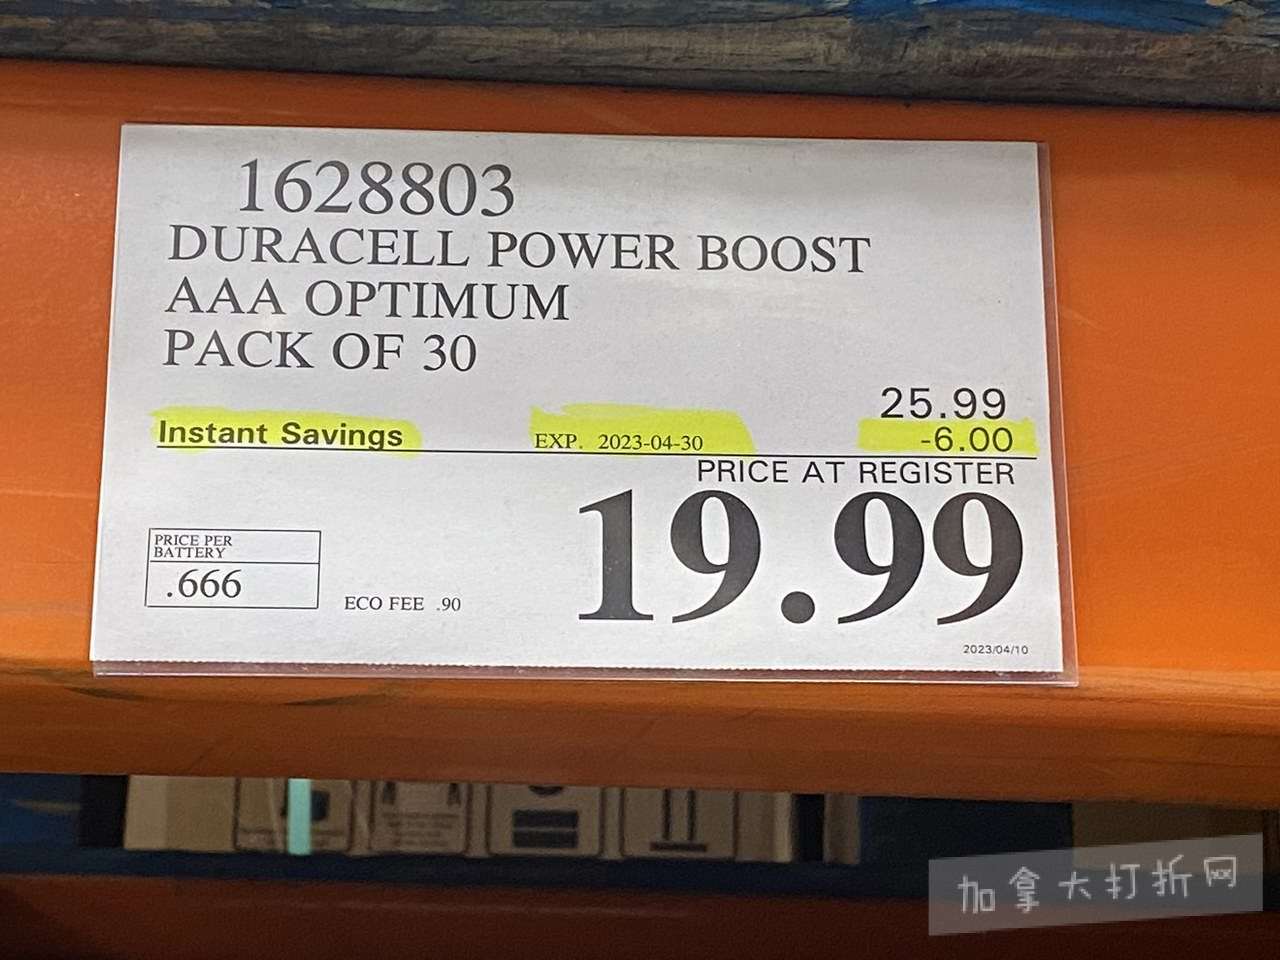 1628803
DURACELL POWER BOOST
AAA OPTIMUM
PACK OF 30
25.99
Instant Savings EXP. 2023-04-30 -6.00
PRICE AT REGISTER
19.99
PRICE PER
BATTERY
.666
ECO FEE .90
2023/04/10
加拿大打折网